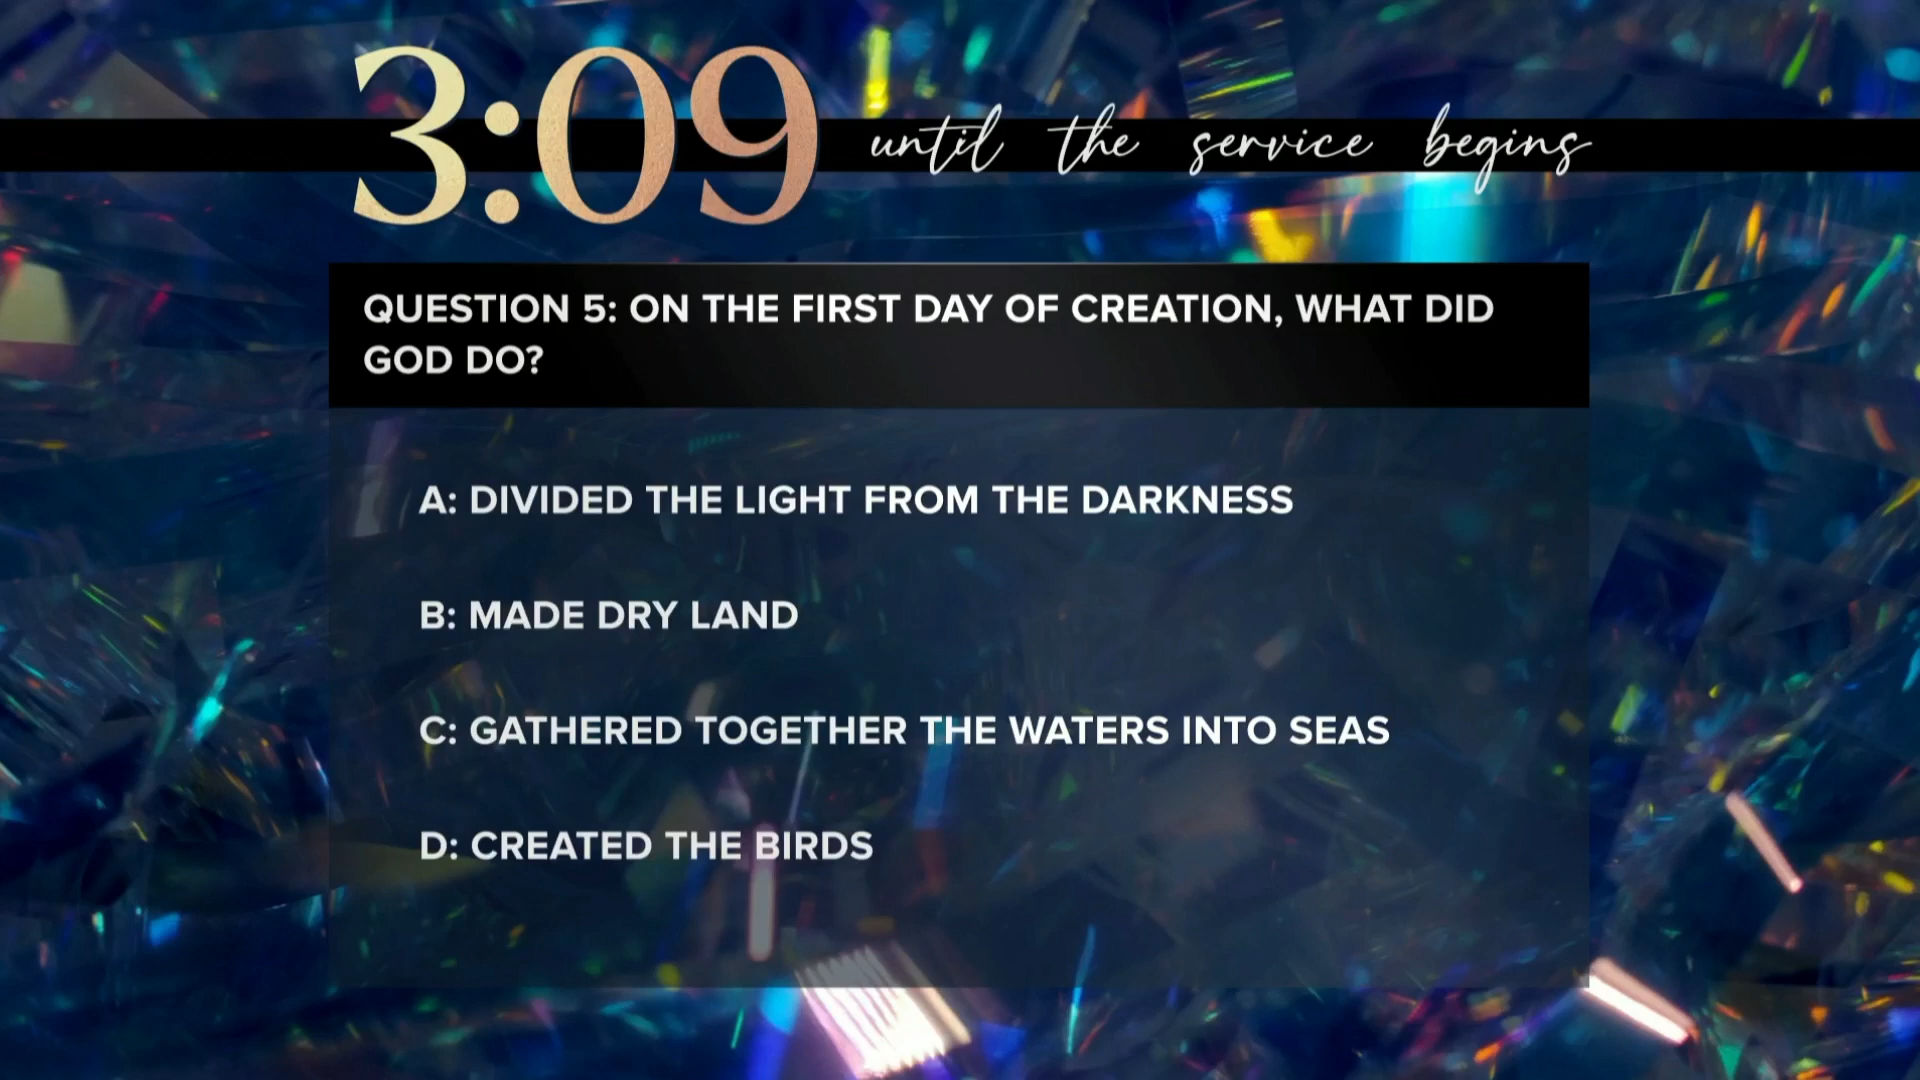 3:09 until the service begins
QUESTION 5: ON THE FIRST DAY OF CREATION, WHAT DID
GOD DO?
A: DIVIDED THE LIGHT FROM THE DARKNESS
B: MADE DRY LAND
C: GATHERED TOGETHER THE WATERS INTO SEAS
D: CREATED THE BIRDS